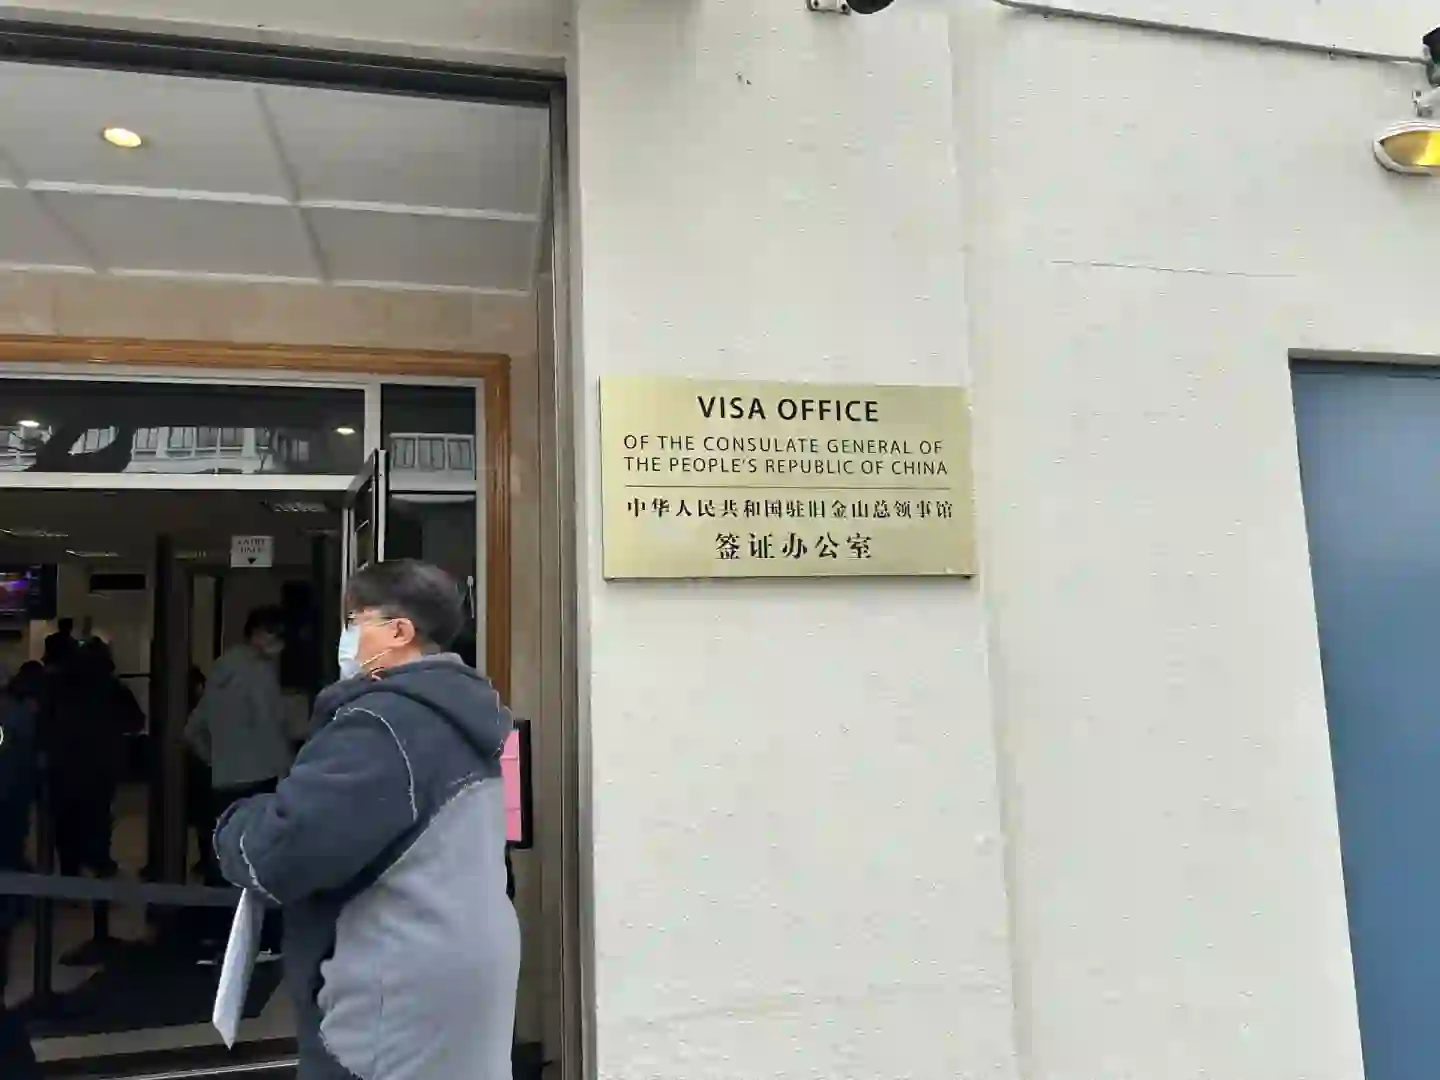 VISA OFFICE
OF THE CONSULATE GENERAL OF
THE PEOPLE'S REPUBLIC OF CHINA
中华人民共和国驻旧金山总领事馆
签证办公室